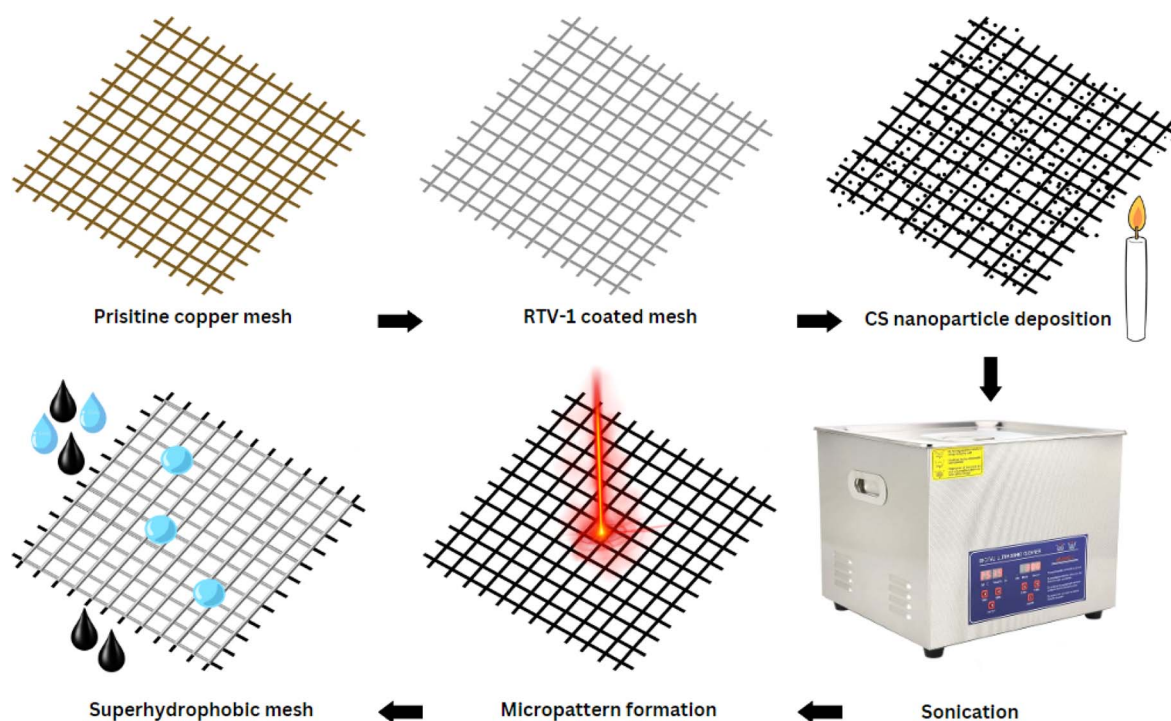 Prisitine copper mesh
RTV-1 coated mesh
CS nanoparticle deposition
Superhydrophobic mesh
Micropattern formation
Sonication